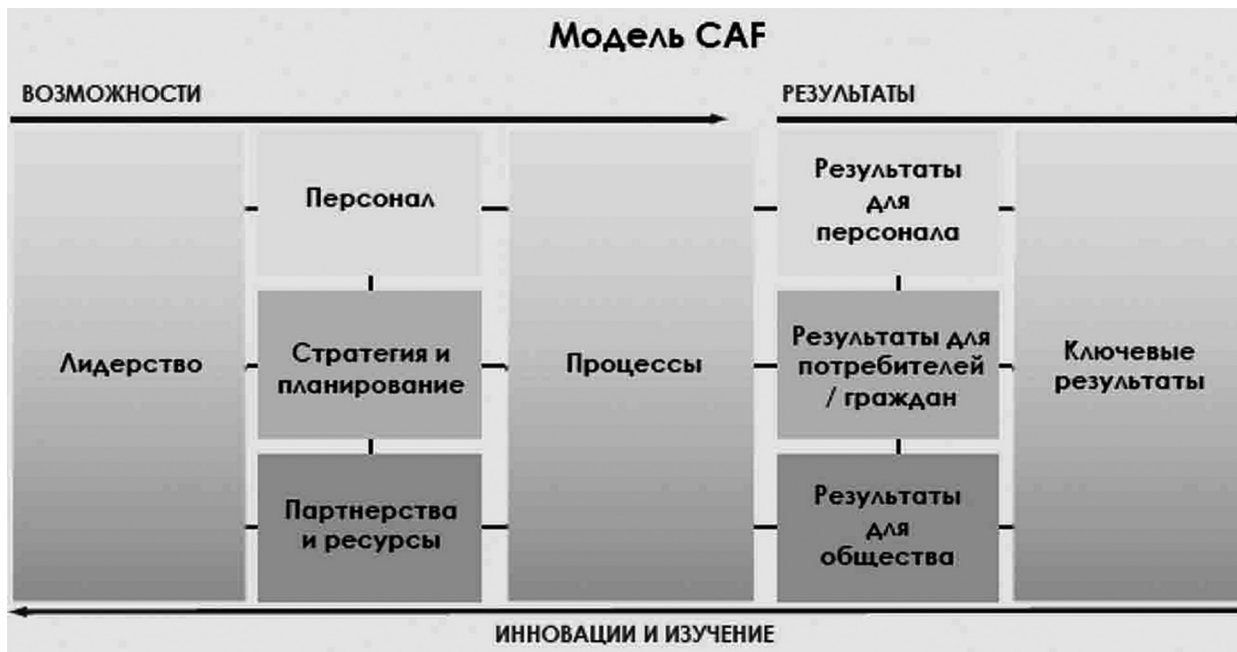 Модель CAF
ВОЗМОЖНОСТИ
РЕЗУЛЬТАТЫ
Лидерство
Персонал
Стратегия и
планирование
Партнерства
и ресурсы
Процессы
Результаты
для
персонала
Результаты для
потребителей
/ граждан
Результаты
для
общества
Ключевые
результаты
ИННОВАЦИИ И ИЗУЧЕНИЕ